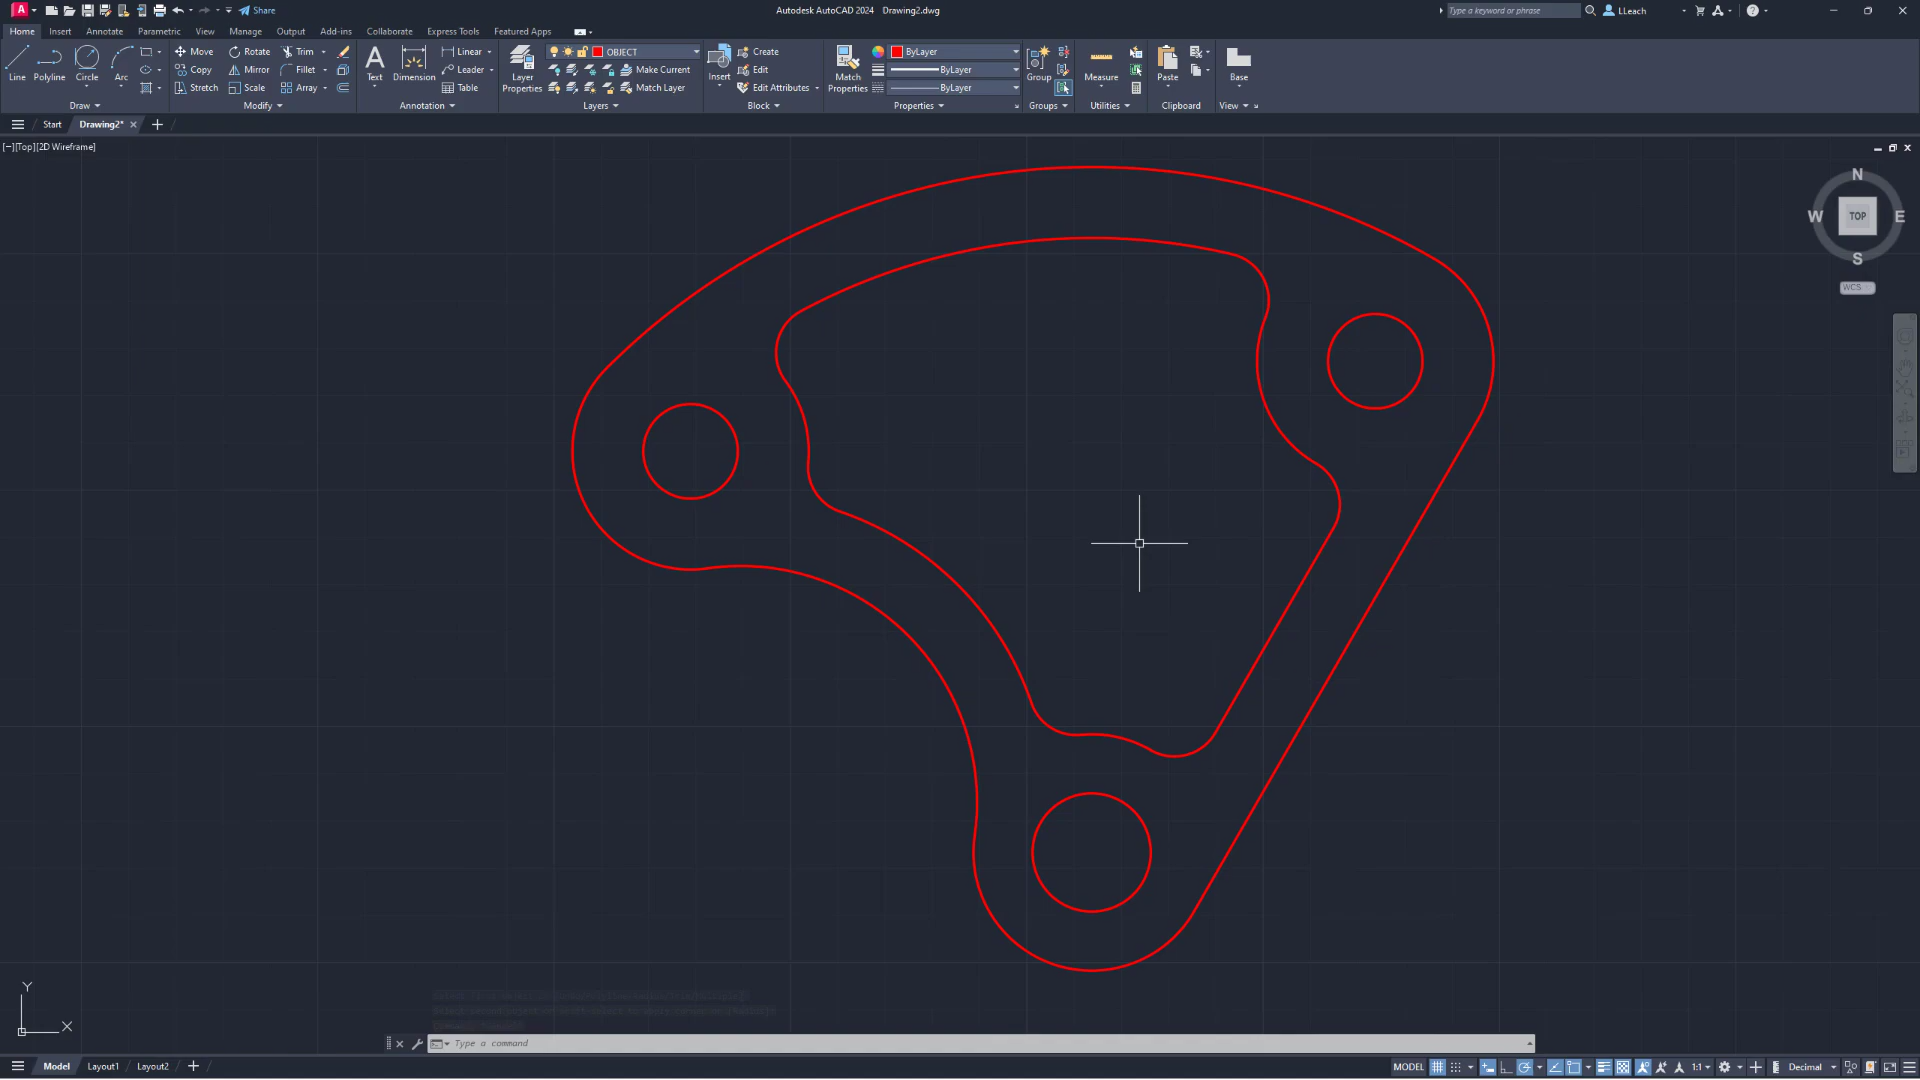 Share
Autodesk AutoCAD 2024 Drawing2.dwg
Type a keyword or phrase
LLeach
Home Insert Annotate Parametric View Manage Output Add-ins Collaborate Express Tools Featured Apps
Line Polyline Circle Arc
Move Rotate Trim
Copy Mirror Fillet
Stretch Scale Array
Text Dimension
Linear
Leader
Table
Layer Properties
OBJECT
Make Current
Match Layer
Insert
Create
Edit
Edit Attributes
Match Properties
ByLayer
ByLayer
ByLayer
Group
Measure
Paste
Base
Draw Modify Annotation Layers Block Properties Groups Utilities Clipboard View
Start Drawing2*
[−][Top][2D Wireframe]
N
W TOP E
S
WCS
Y
X
Type a command
Model Layout1 Layout2
MODEL 1:1 Decimal